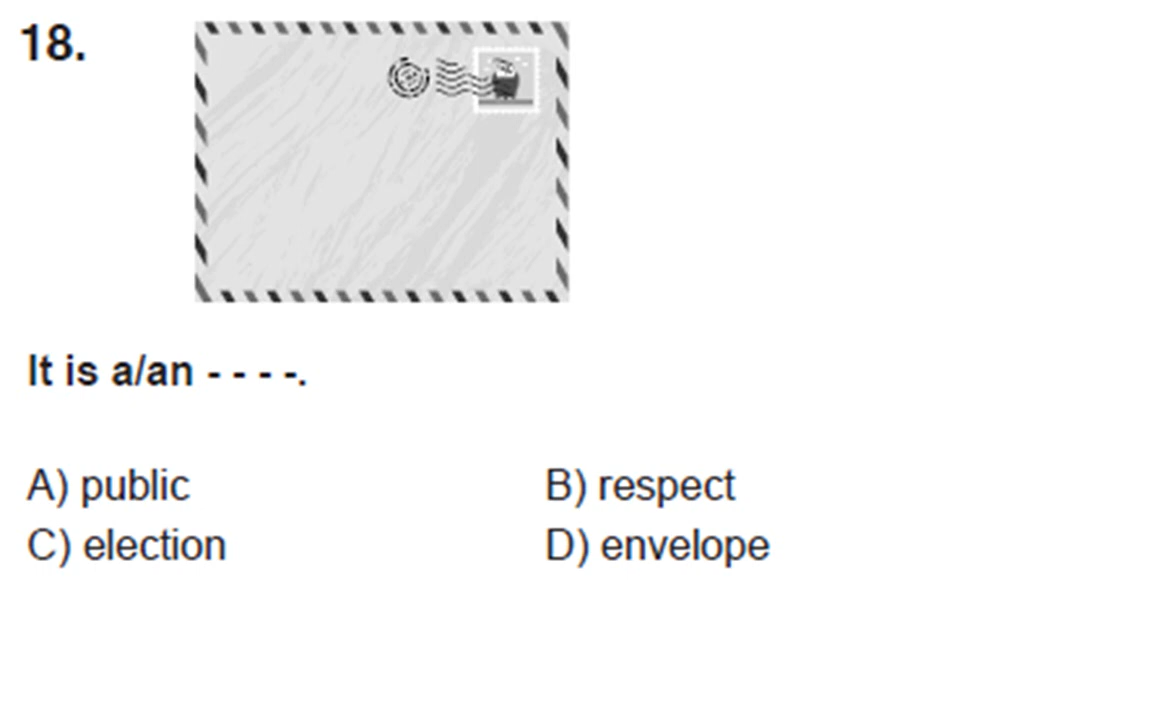 18.
It is a/an - - - -.
A) public B) respect
C) election D) envelope